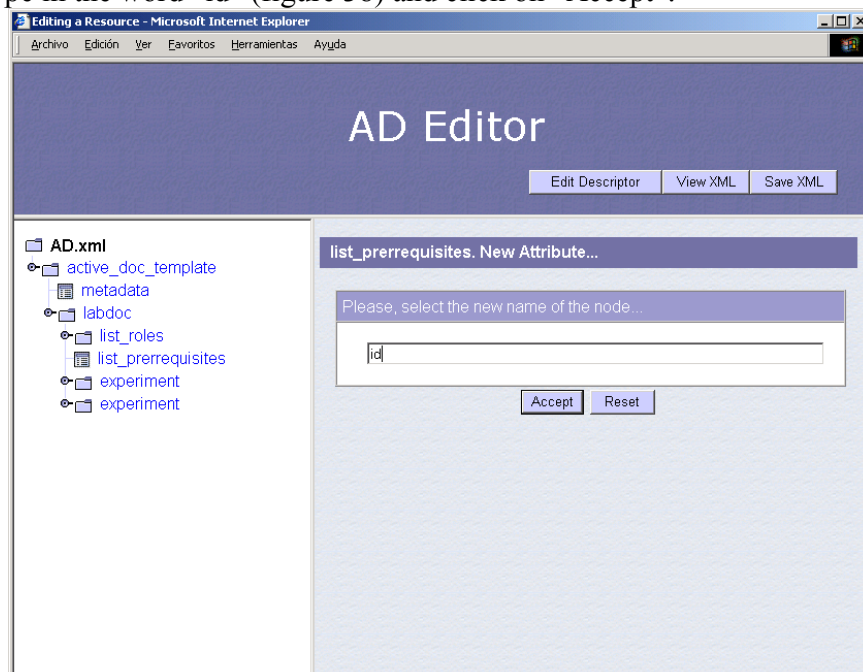 pe in the word "id" (figure 38) and click on "Accept".
Editing a Resource - Microsoft Internet Explorer
Archivo Edición Ver Favoritos Herramientas Ayuda
AD Editor
Edit Descriptor View XML Save XML
AD.xml
active_doc_template
metadata
labdoc
list_roles
list_prerrequisites
experiment
experiment
list_prerrequisites. New Attribute...
Please, select the new name of the node...
id
Accept Reset